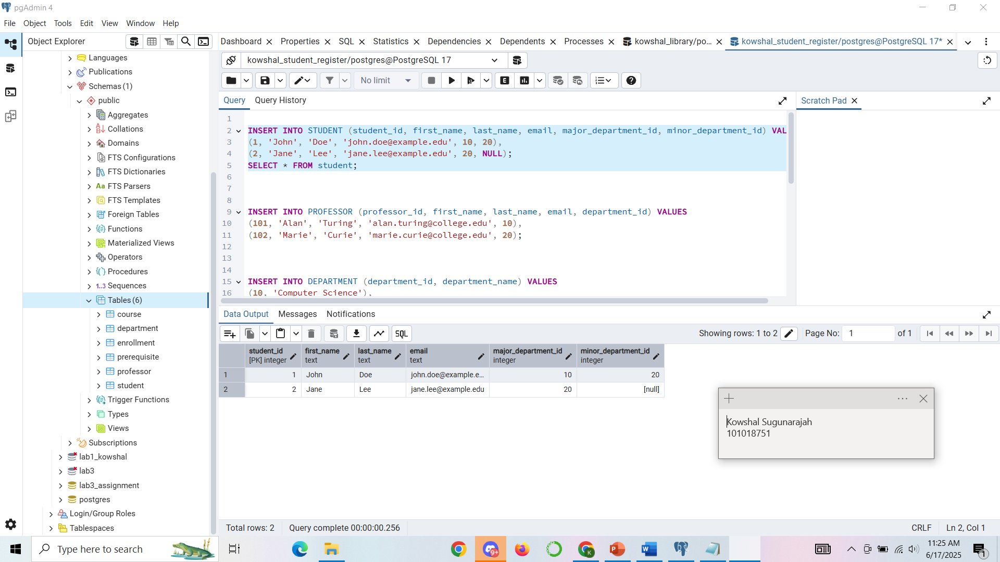 pgAdmin 4
File Object Tools Edit View Window Help
Object Explorer
Dashboard Properties SQL Statistics Dependencies Dependents Processes kowshal_library/po... kowshal_student_register/postgres@PostgreSQL 17*
Languages
Publications
Schemas (1)
public
Aggregates
Collations
Domains
FTS Configurations
FTS Dictionaries
Aa FTS Parsers
FTS Templates
Foreign Tables
Functions
Materialized Views
Operators
Procedures
1..3 Sequences
Tables (6)
course
department
enrollment
prerequisite
professor
student
Trigger Functions
Types
Views
Subscriptions
lab1_kowshal
lab3
lab3_assignment
postgres
Login/Group Roles
Tablespaces
kowshal_student_register/postgres@PostgreSQL 17
No limit
E
Query Query History
Scratch Pad
1
2 INSERT INTO STUDENT (student_id, first_name, last_name, email, major_department_id, minor_department_id) VAL
3 (1, 'John', 'Doe', 'john.doe@example.edu', 10, 20),
4 (2, 'Jane', 'Lee', 'jane.lee@example.edu', 20, NULL);
5 SELECT * FROM student;
6
7
8
9 INSERT INTO PROFESSOR (professor_id, first_name, last_name, email, department_id) VALUES
10 (101, 'Alan', 'Turing', 'alan.turing@college.edu', 10),
11 (102, 'Marie', 'Curie', 'marie.curie@college.edu', 20);
12
13
14
15 INSERT INTO DEPARTMENT (department_id, department_name) VALUES
16 (10, 'Computer Science'),
Data Output Messages Notifications
SQL
Showing rows: 1 to 2 Page No: 1 of 1
student_id first_name last_name email major_department_id minor_department_id
[PK] integer text text text integer integer
1 1 John Doe john.doe@example.e... 10 20
2 2 Jane Lee jane.lee@example.edu 20 [null]
Kowshal Sugunarajah
101018751
Total rows: 2 Query complete 00:00:00.256 CRLF Ln 2, Col 1
Type here to search
9+
K
P
W
11:25 AM
6/17/2025
1